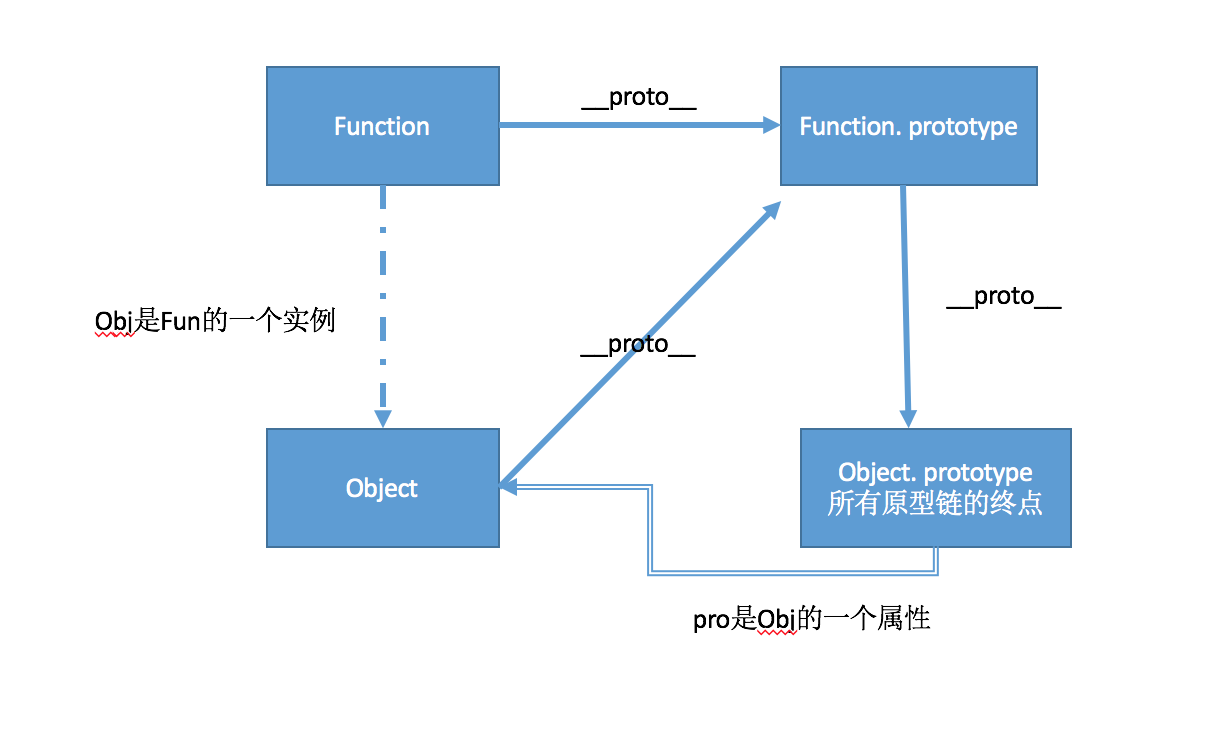 __proto__
Function
Function. prototype
__proto__
Obj是Fun的一个实例
__proto__
Object
Object. prototype
所有原型链的终点
pro是Obj的一个属性